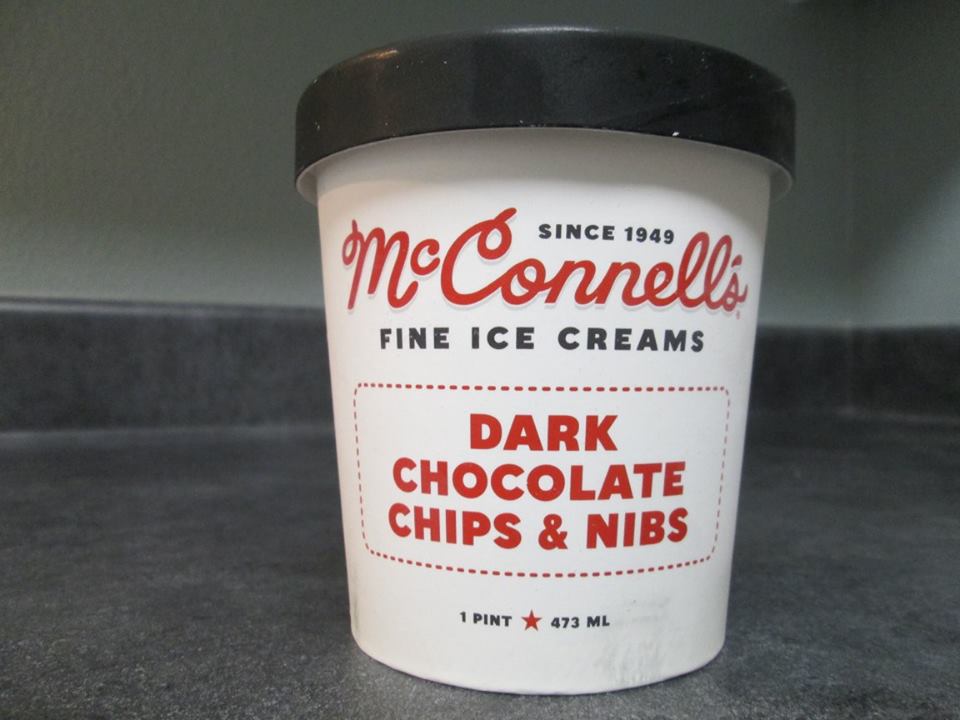 SINCE 1949
McConnell's
FINE ICE CREAMS
DARK
CHOCOLATE
CHIPS & NIBS
1 PINT ★ 473 ML